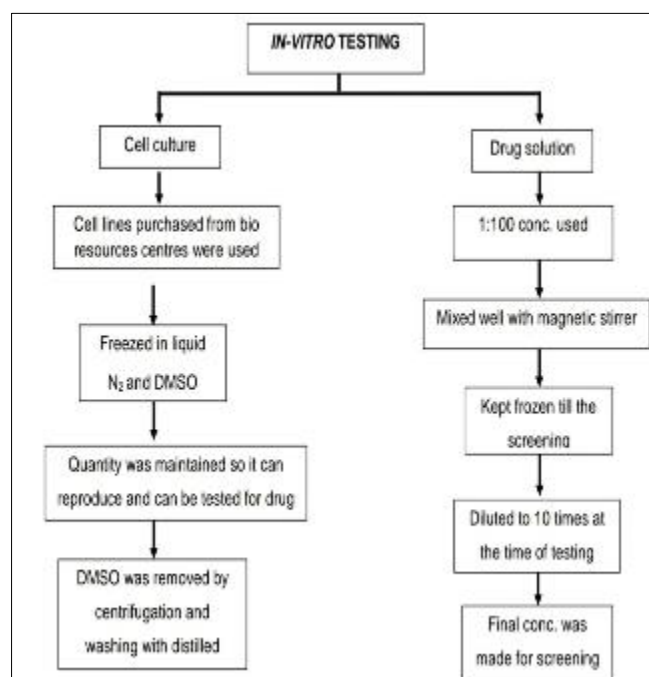 IN-VITRO TESTING
Cell culture
Cell lines purchased from bio
resources centres were used
Freezed in liquid
N₂ and DMSO
Quantity was maintained so it can
reproduce and can be tested for drug
DMSO was removed by
centrifugation and
washing with distilled
Drug solution
1:100 conc. used
Mixed well with magnetic stirrer
Kept frozen till the
screening
Diluted to 10 times at
the time of testing
Final conc. was
made for screening